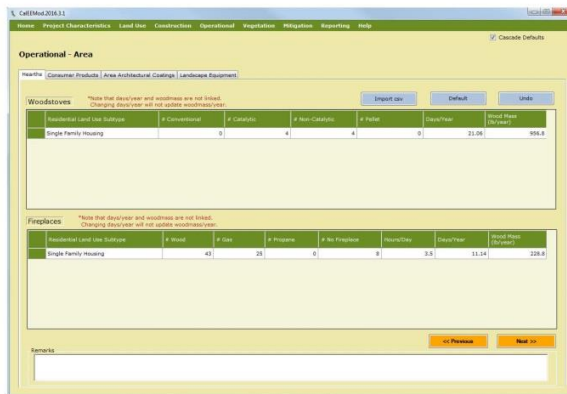 CalEEMod.2016.3.1
Home Project Characteristics Land Use Construction Operational Vegetation Mitigation Reporting Help
Cascade Defaults
Operational - Area
Hearths Consumer Products Area Architectural Coatings Landscape Equipment
Woodstoves
*Note that days/year and woodmass are not linked.
Changing days/year will not update woodmass/year.
Import csv Default Undo
Residential Land Use Subtype # Conventional # Catalytic # Non-Catalytic # Pellet Days/Year Wood Mass (lb/year)
Single Family Housing 0 4 4 0 21.06 956.8
Fireplaces
*Note that days/year and woodmass are not linked.
Changing days/year will not update woodmass/year.
Residential Land Use Subtype # Wood # Gas # Propane # No Fireplace Hours/Day Days/Year Wood Mass (lb/year)
Single Family Housing 43 25 0 3.5 11.14 228.8
<< Previous Next >>
Remarks